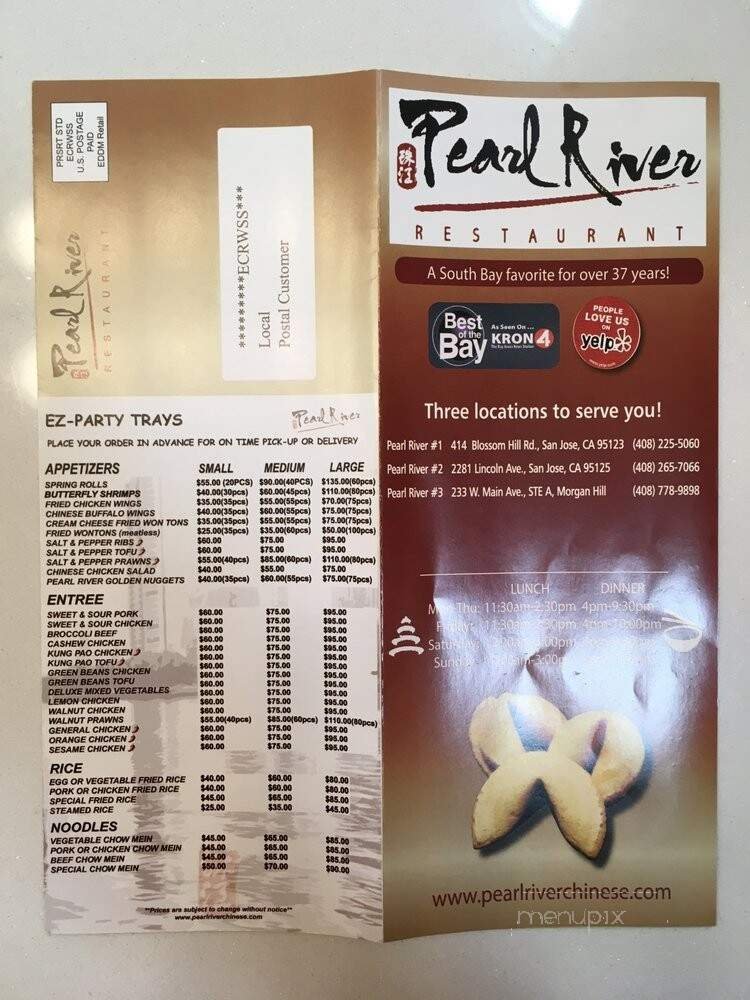 PRSRT STD
ECRWSS
U.S. POSTAGE
PAID
EDDM Retail
*********ECRWSS***
Local
Postal Customer
Pearl River
RESTAURANT
EZ-PARTY TRAYS
Pearl River
PLACE YOUR ORDER IN ADVANCE FOR ON TIME PICK-UP OR DELIVERY
APPETIZERS SMALL MEDIUM LARGE
SPRING ROLLS $55.00 (20PCS) $90.00(40PCS) $135.00(60pcs)
BUTTERFLY SHRIMPS $40.00(30pcs) $60.00(45pcs) $110.00(80pcs)
FRIED CHICKEN WINGS $35.00(35pcs) $55.00(55pcs) $70.00(75pcs)
CHINESE BUFFALO WINGS $40.00(35pcs) $60.00(55pcs) $75.00(75pcs)
CREAM CHEESE FRIED WON TONS $35.00(35pcs) $55.00(55pcs) $75.00(75pcs)
FRIED WONTONS (meatless) $25.00(35pcs) $35.00(60pcs) $50.00(100pcs)
SALT & PEPPER RIBS $60.00 $75.00 $95.00
SALT & PEPPER TOFU $60.00 $75.00 $95.00
SALT & PEPPER PRAWNS $55.00(40pcs) $85.00(60pcs) $110.00(80pcs)
CHINESE CHICKEN SALAD $40.00 $55.00 $75.00
PEARL RIVER GOLDEN NUGGETS $40.00(35pcs) $60.00(55pcs) $75.00(75pcs)
ENTREE
SWEET & SOUR PORK $60.00 $75.00 $95.00
SWEET & SOUR CHICKEN $60.00 $75.00 $95.00
BROCCOLI BEEF $60.00 $75.00 $95.00
CASHEW CHICKEN $60.00 $75.00 $95.00
KUNG PAO CHICKEN $60.00 $75.00 $95.00
KUNG PAO TOFU $60.00 $75.00 $95.00
GREEN BEANS CHICKEN $60.00 $75.00 $95.00
GREEN BEANS TOFU $60.00 $75.00 $95.00
DELUXE MIXED VEGETABLES $60.00 $75.00 $95.00
LEMON CHICKEN $60.00 $75.00 $95.00
WALNUT CHICKEN $60.00 $75.00 $95.00
WALNUT PRAWNS $55.00(40pcs) $85.00(60pcs) $110.00(80pcs)
GENERAL CHICKEN $60.00 $75.00 $95.00
ORANGE CHICKEN $60.00 $75.00 $95.00
SESAME CHICKEN $60.00 $75.00 $95.00
RICE
EGG OR VEGETABLE FRIED RICE $40.00 $60.00 $80.00
PORK OR CHICKEN FRIED RICE $40.00 $60.00 $80.00
SPECIAL FRIED RICE $45.00 $65.00 $85.00
STEAMED RICE $25.00 $35.00 $45.00
NOODLES
VEGETABLE CHOW MEIN $45.00 $65.00 $85.00
PORK OR CHICKEN CHOW MEIN $45.00 $65.00 $85.00
BEEF CHOW MEIN $45.00 $65.00 $85.00
SPECIAL CHOW MEIN $50.00 $70.00 $90.00
**Prices are subject to change without notice**
www.pearlriverchinese.com
珠江 Pearl River
RESTAURANT
A South Bay favorite for over 37 years!
Best of the Bay
As Seen On ...
KRON 4
PEOPLE
LOVE US
ON
yelp
Three locations to serve you!
Pearl River #1 414 Blossom Hill Rd., San Jose, CA 95123 (408) 225-5060
Pearl River #2 2281 Lincoln Ave., San Jose, CA 95125 (408) 265-7066
Pearl River #3 233 W. Main Ave., STE A, Morgan Hill (408) 778-9898
LUNCH DINNER
Mon-Thu: 11:30am-2:30pm 4pm-9:30pm
Friday: 11:30am 4pm-10:00pm
Saturday
Sunday
www.pearlriverchinese.com
menupix